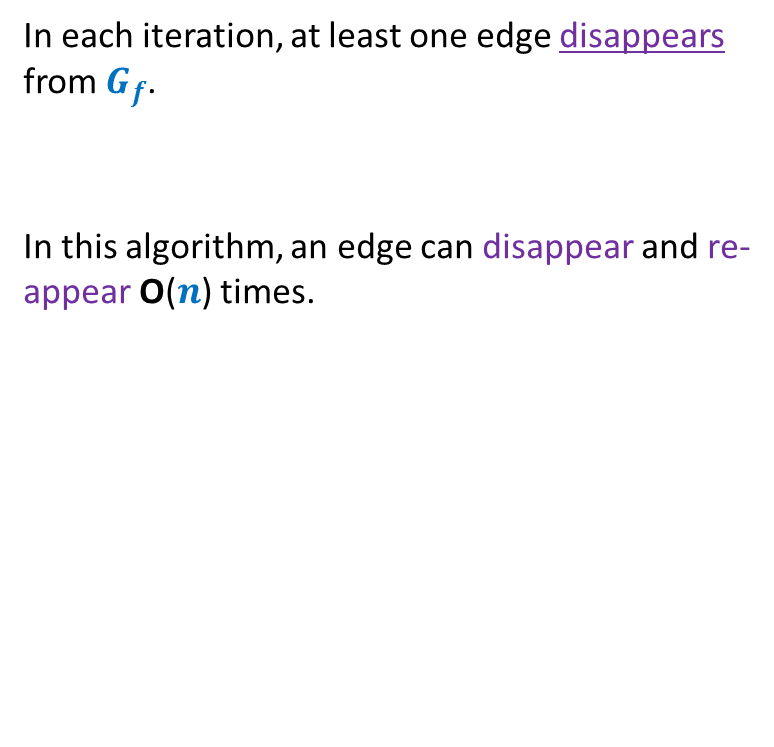 In each iteration, at least one edge disappears
from G_f.
In this algorithm, an edge can disappear and re-
appear O(n) times.